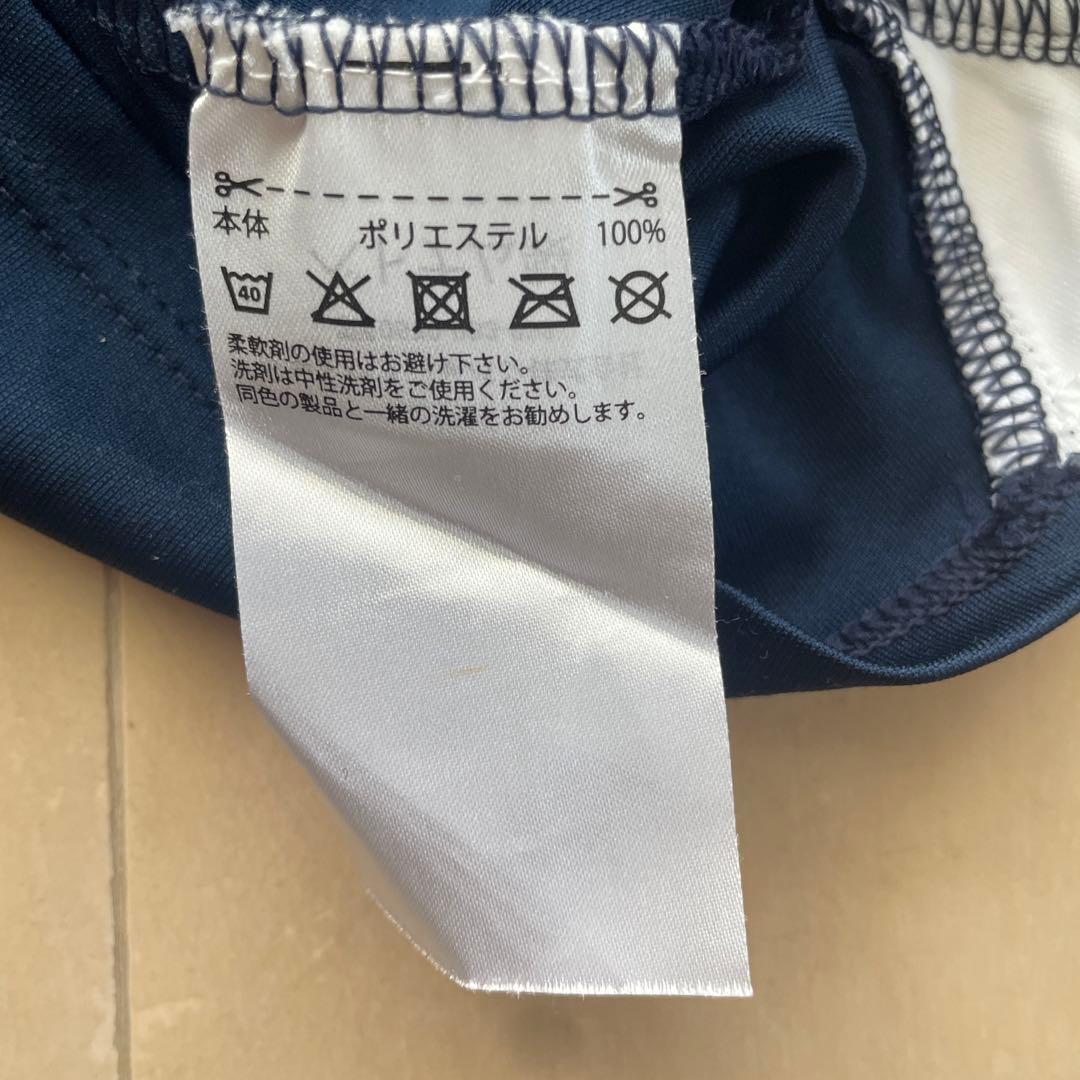 本体 ポリエステル 100%
40
柔軟剤の使用はお避け下さい。
洗剤は中性洗剤をご使用ください。
同色の製品と一緒の洗濯をお勧めします。